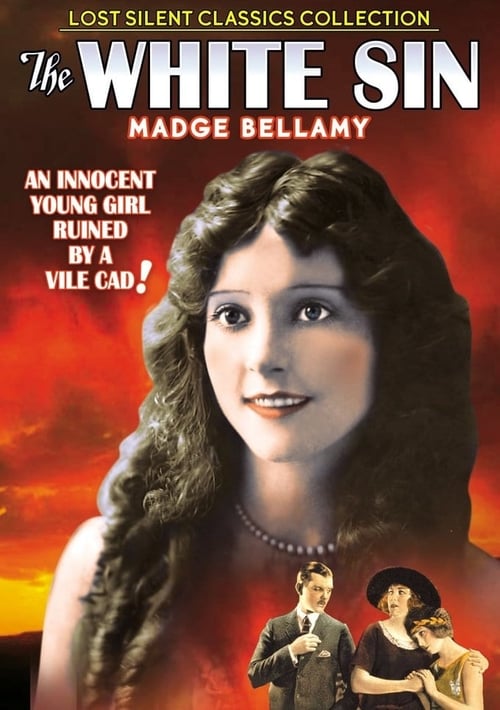 LOST SILENT CLASSICS COLLECTION
The WHITE SIN
MADGE BELLAMY
AN INNOCENT
YOUNG GIRL
RUINED
BY A
VILE CAD!